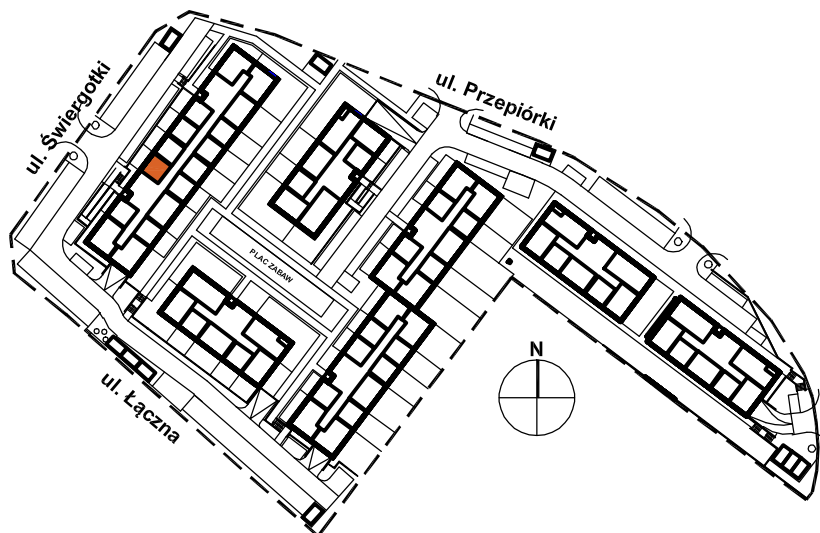 ul. Przepiórki
ul. Świergotki
PLAC ZABAW
N
ul. Łączna